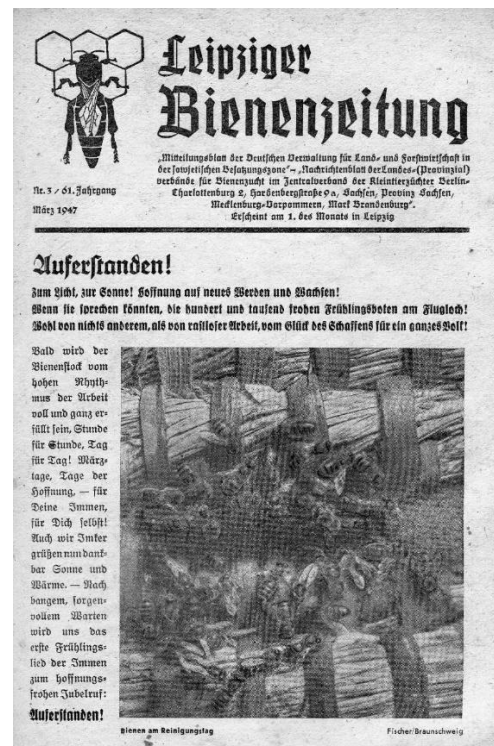 Leipziger
Bienenzeitung
„Mitteilungsblatt der Deutschen Verwaltung für Land- und Forstwirtschaft in
der sowjetischen Besatzungszone“ – „Nachrichtenblatt der Landes-(Provinzial)
verbände für Bienenzucht im Zentralverband der Kleintierzüchter Berlin-
Charlottenburg 2, Hardenbergstraße 9a, Sachsen, Provinz Sachsen,
Mecklenburg-Vorpommern, Mark Brandenburg“.
Erscheint am 1. des Monats in Leipzig
Nr. 3 / 61. Jahrgang
März 1947
Auferstanden!
Zum Licht, zur Sonne! Hoffnung auf neues Werden und Wachsen!
Wenn sie sprechen könnten, die hundert und tausend frohen Frühlingsboten am Flugloch!
Wohl von nichts anderem, als von rastloser Arbeit, vom Glück des Schaffens für ein ganzes Volk!
Bald wird der
Bienenstock vom
hohen Rhyth-
mus der Arbeit
voll und ganz er-
füllt sein, Stunde
für Stunde, Tag
für Tag! März-
tage, Tage der
Hoffnung, — für
Deine Immen,
für Dich selbst!
Auch wir Imker
grüßen nun dank-
bar Sonne und
Wärme. — Nach
bangem, sorgen-
vollem Warten
wird uns das
erste Frühlings-
lied der Immen
zum hoffnungs-
frohen Jubelruf:
Auferstanden!
Bienen am Reinigungstag
Fischer/Braunschweig